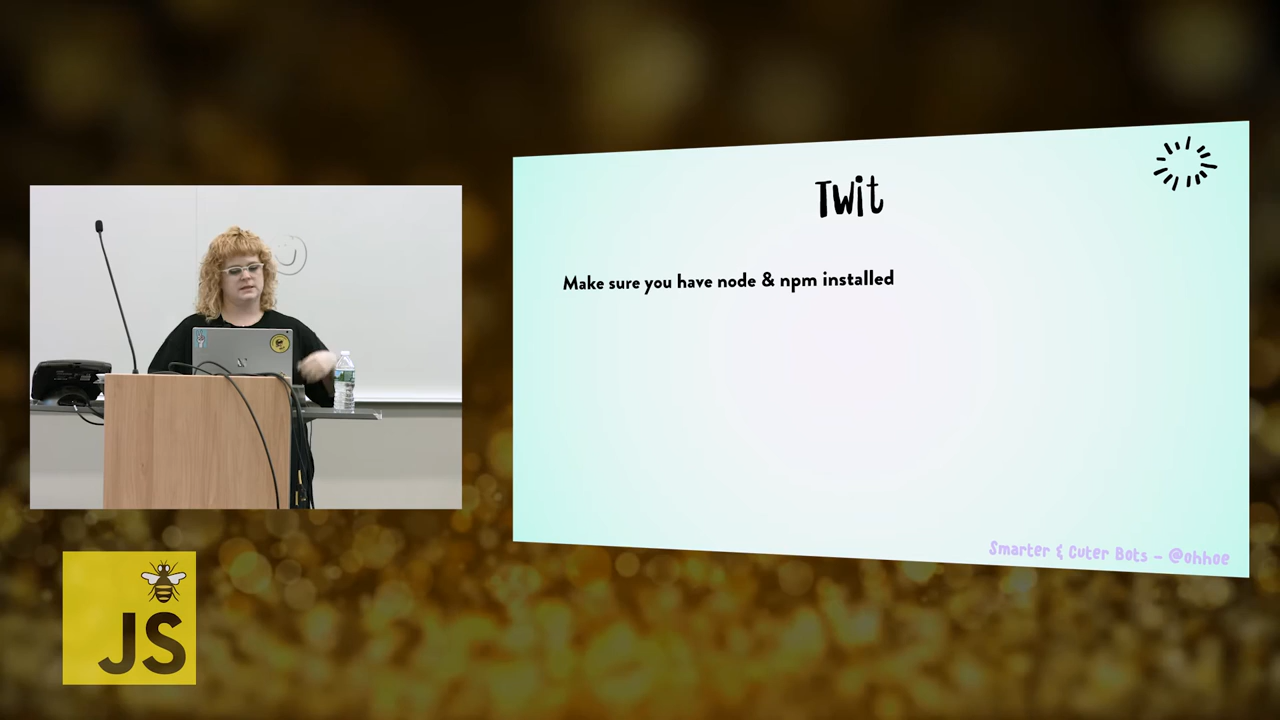 Twit
Make sure you have node & npm installed
Smarter & Cuter Bots – @ohhoe
JS